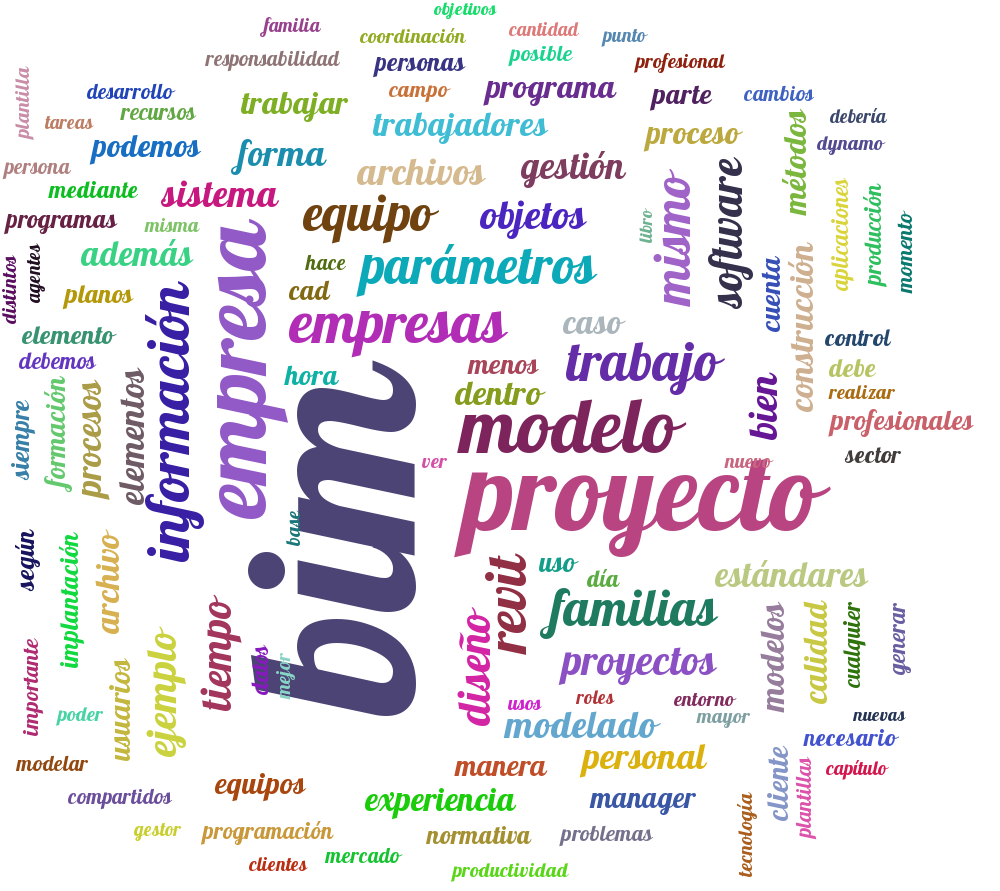 objetivos
familia
cantidad
coordinación
punto
responsabilidad
posible
personas
profesional
plantilla
desarrollo
campo
programa
parte
cambios
recursos
trabajar
tareas
trabajadores
debería
podemos
forma
proceso
métodos
dynamo
persona
archivos
gestión
mediante
sistema
mismo
software
programas
misma
equipo
objetos
libro
aplicaciones
producción
momento
además
empresa
parámetros
distintos
agentes
hace
cuenta
construcción
planos
cad
información
empresas
caso
elemento
trabajo
control
debemos
hora
menos
debe
siempre
formación
procesos
elementos
bim
dentro
bien
realizar
modelo
profesionales
ver
nuevo
sector
proyecto
base
según
implantación
archivo
revit
uso
día
estándares
familias
importante
poder
usuarios
ejemplo
tiempo
datos
mejor
diseño
proyectos
modelos
calidad
cualquier
generar
usos
roles
entorno
mayor
nuevas
modelado
necesario
modelar
manera
personal
cliente
plantillas
capítulo
compartidos
equipos
experiencia
manager
tecnología
gestor
programación
normativa
problemas
clientes
mercado
productividad